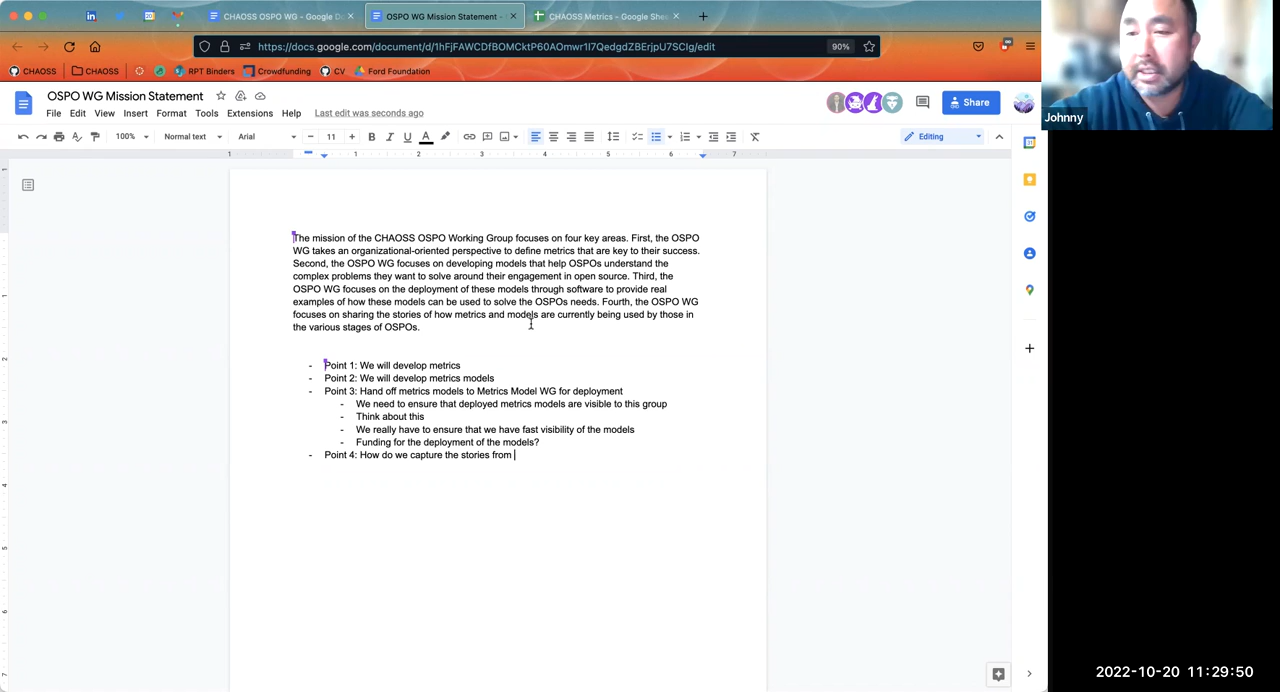 CHAOSS OSPO WG - Google D
OSPO WG Mission Statement -
CHAOSS Metrics - Google She
https://docs.google.com/document/d/1hFjFAWCDfBOMCktP60AOmwr1I7QedgdZBErjpU7SCIg/edit
90%
CHAOSS
CHAOSS
RPT Binders
Crowdfunding
CV
Ford Foundation
OSPO WG Mission Statement
File Edit View Insert Format Tools Extensions Help Last edit was seconds ago
Share
100% Normal text Arial 11 Editing
1 1 2 3 4 5 6 7
The mission of the CHAOSS OSPO Working Group focuses on four key areas. First, the OSPO
WG takes an organizational-oriented perspective to define metrics that are key to their success.
Second, the OSPO WG focuses on developing models that help OSPOs understand the
complex problems they want to solve around their engagement in open source. Third, the
OSPO WG focuses on the deployment of these models through software to provide real
examples of how these models can be used to solve the OSPOs needs. Fourth, the OSPO WG
focuses on sharing the stories of how metrics and models are currently being used by those in
the various stages of OSPOs.
- Point 1: We will develop metrics
- Point 2: We will develop metrics models
- Point 3: Hand off metrics models to Metrics Model WG for deployment
- We need to ensure that deployed metrics models are visible to this group
- Think about this
- We really have to ensure that we have fast visibility of the models
- Funding for the deployment of the models?
- Point 4: How do we capture the stories from
Johnny
2022-10-20 11:29:50